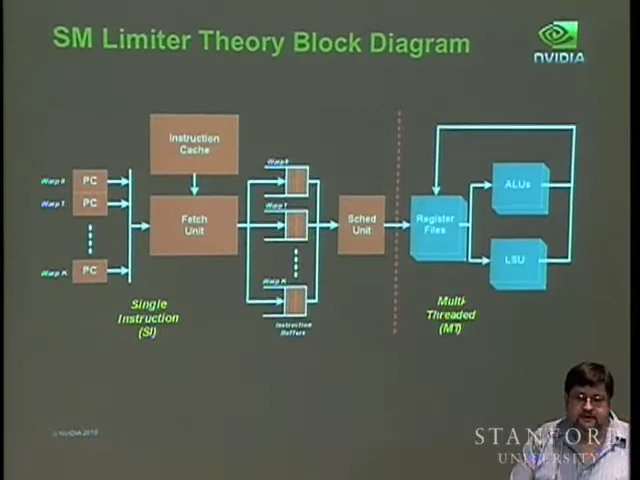 SM Limiter Theory Block Diagram
NVIDIA
Instruction
Cache
Warp 0
PC
Warp 1
PC
Warp K
PC
Fetch
Unit
Warp 0
Warp 1
Warp K
Instruction
Buffers
Sched
Unit
Register
Files
ALUs
LSU
Single
Instruction
(SI)
Multi-
Threaded
(MT)
© NVIDIA 2010
STANFORD
UNIVERSITY